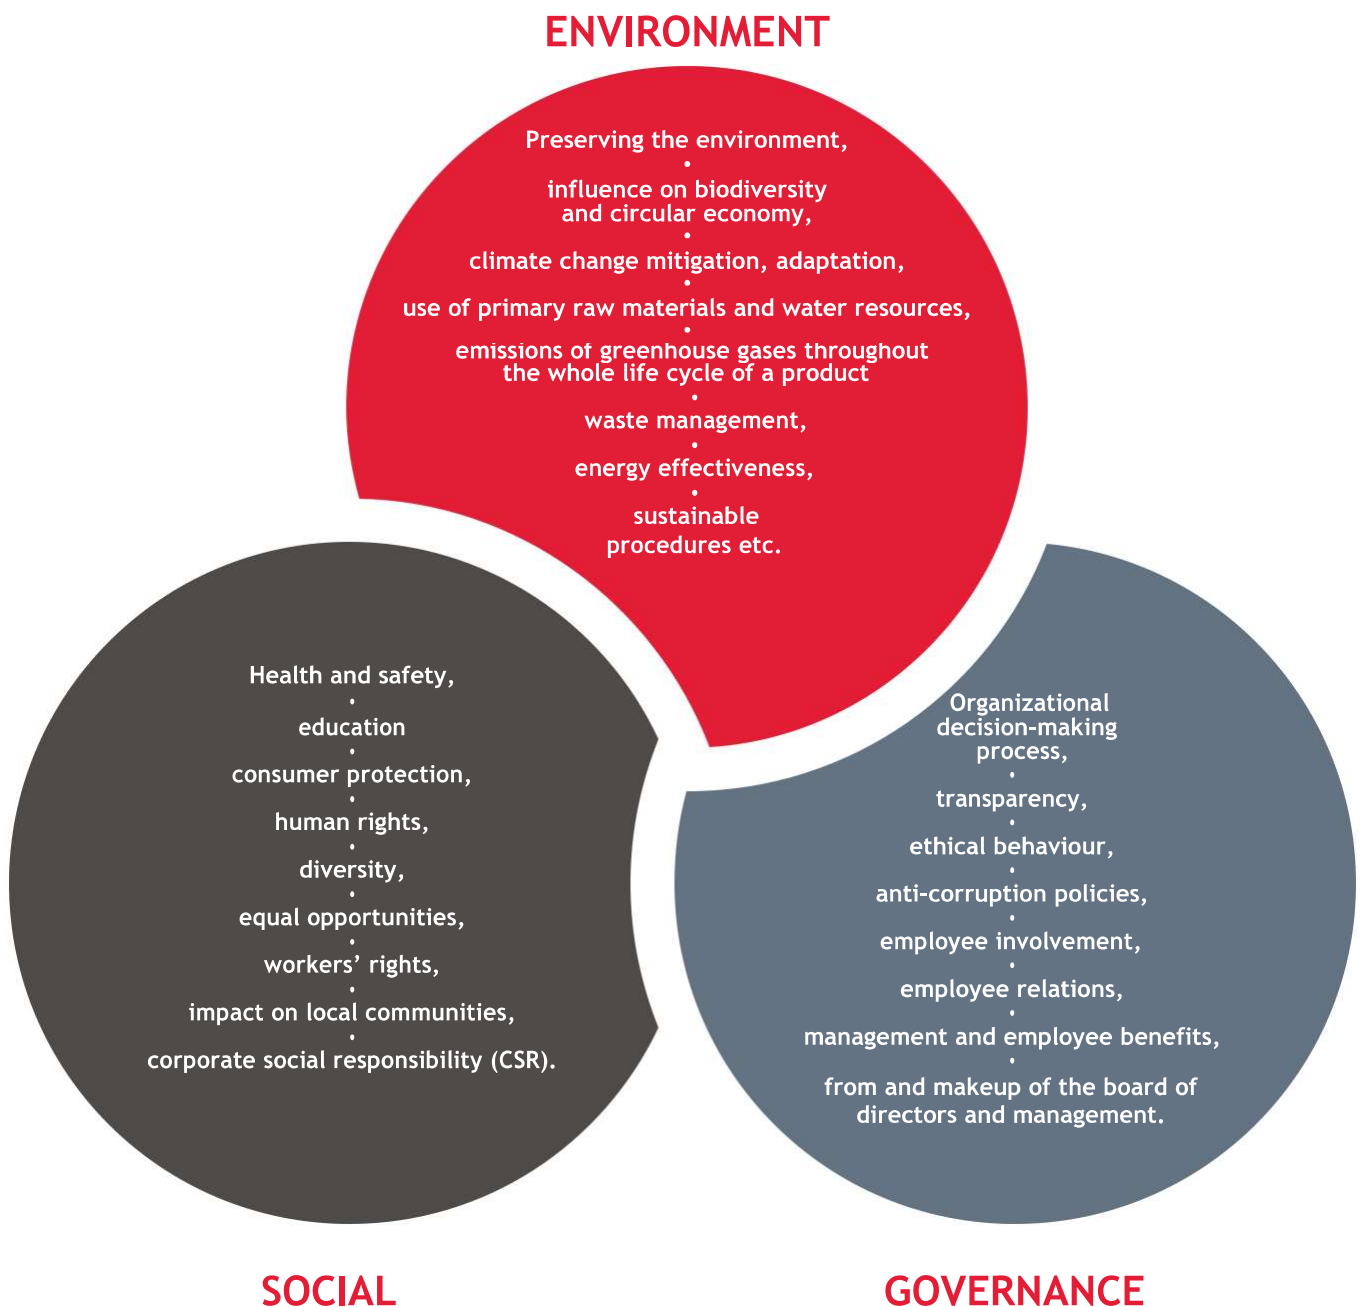 ENVIRONMENT
Preserving the environment,
•
influence on biodiversity
and circular economy,
•
climate change mitigation, adaptation,
•
use of primary raw materials and water resources,
•
emissions of greenhouse gases throughout
the whole life cycle of a product
•
waste management,
•
energy effectiveness,
•
sustainable
procedures etc.
Health and safety,
•
education
•
consumer protection,
•
human rights,
•
diversity,
•
equal opportunities,
•
workers’ rights,
•
impact on local communities,
•
corporate social responsibility (CSR).
SOCIAL
Organizational
decision-making
process,
•
transparency,
•
ethical behaviour,
•
anti-corruption policies,
•
employee involvement,
•
employee relations,
•
management and employee benefits,
•
from and makeup of the board of
directors and management.
GOVERNANCE